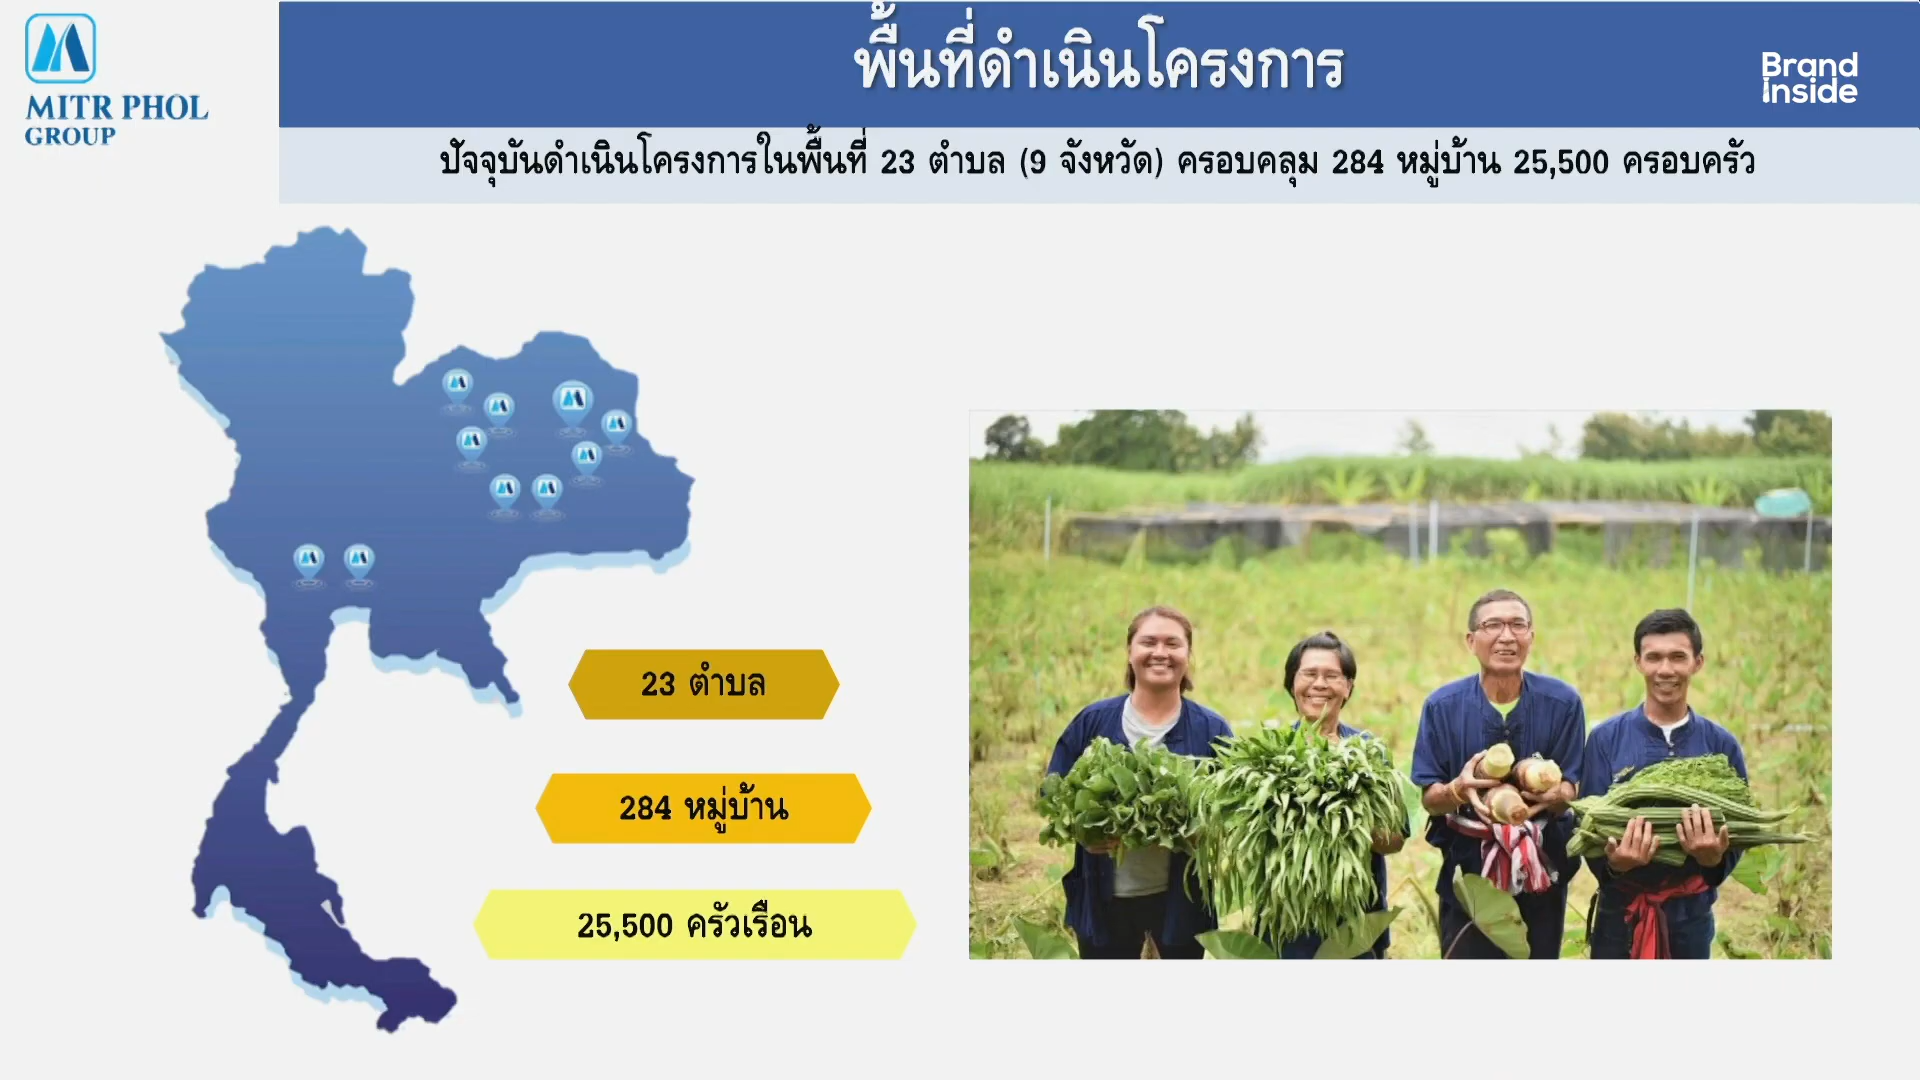 MITR PHOL
GROUP
พื้นที่ดำเนินโครงการ
Brand
Inside
ปัจจุบันดำเนินโครงการในพื้นที่ 23 ตำบล (9 จังหวัด) ครอบคลุม 284 หมู่บ้าน 25,500 ครอบครัว
23 ตำบล
284 หมู่บ้าน
25,500 ครัวเรือน